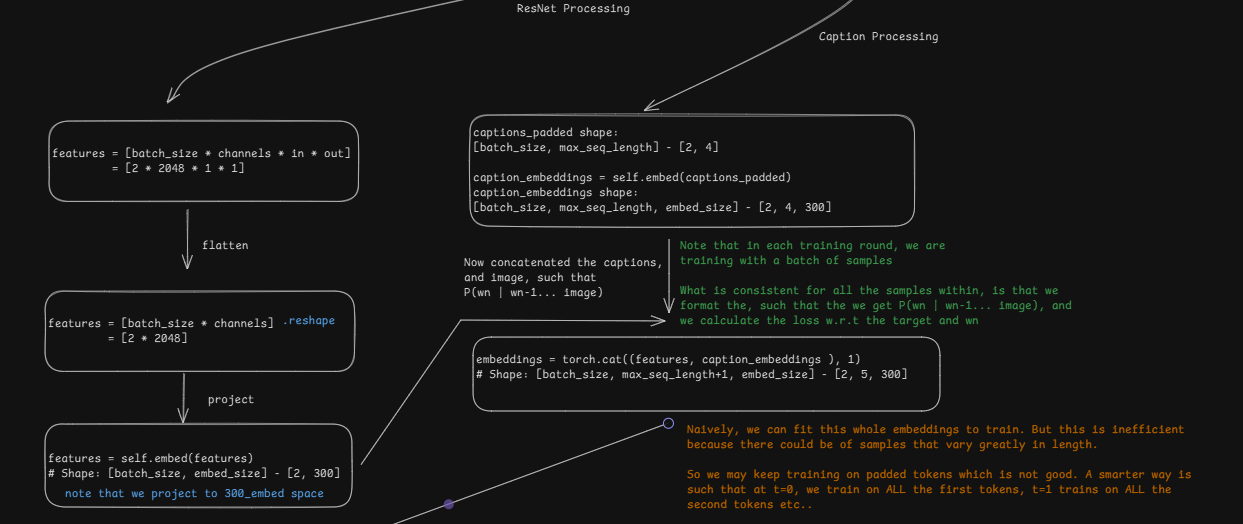 ResNet Processing
Caption Processing
features = [batch_size * channels * in * out]
= [2 * 2048 * 1 * 1]
flatten
features = [batch_size * channels] .reshape
= [2 * 2048]
project
features = self.embed(features)
# Shape: [batch_size, embed_size] - [2, 300]
note that we project to 300_embed space
captions_padded shape:
[batch_size, max_seq_length] - [2, 4]
caption_embeddings = self.embed(captions_padded)
caption_embeddings shape:
[batch_size, max_seq_length, embed_size] - [2, 4, 300]
Now concatenated the captions,
and image, such that
P(wn | wn-1... image)
Note that in each training round, we are
training with a batch of samples
What is consistent for all the samples within, is that we
format the, such that the we get P(wn | wn-1... image), and
we calculate the loss w.r.t the target and wn
embeddings = torch.cat((features, caption_embeddings ), 1)
# Shape: [batch_size, max_seq_length+1, embed_size] - [2, 5, 300]
Naively, we can fit this whole embeddings to train. But this is inefficient
because there could be of samples that vary greatly in length.
So we may keep training on padded tokens which is not good. A smarter way is
such that at t=0, we train on ALL the first tokens, t=1 trains on ALL the
second tokens etc..